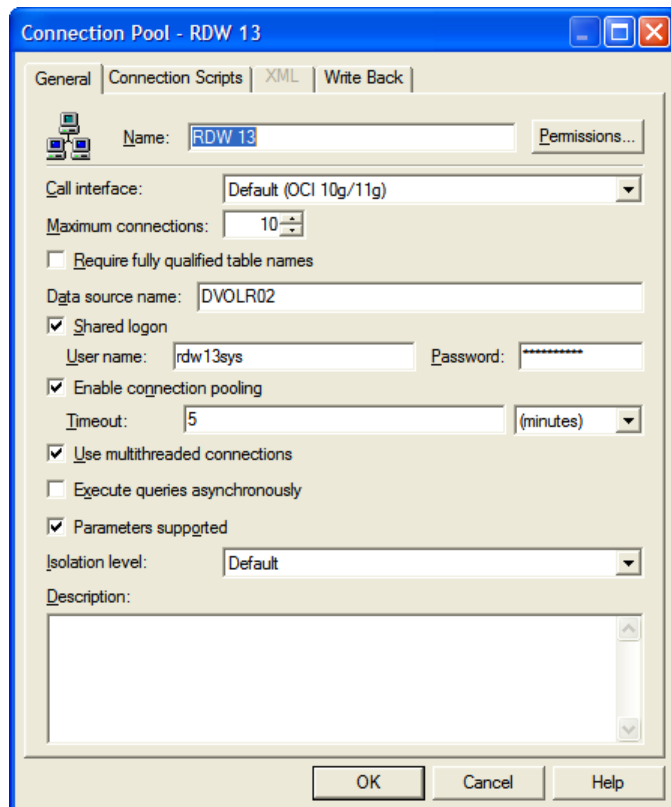 Connection Pool - RDW 13
General Connection Scripts XML Write Back
Name: RDW 13 Permissions...
Call interface: Default (OCI 10g/11g)
Maximum connections: 10
Require fully qualified table names
Data source name: DVOLR02
Shared logon
User name: rdw13sys Password: **********
Enable connection pooling
Timeout: 5 (minutes)
Use multithreaded connections
Execute queries asynchronously
Parameters supported
Isolation level: Default
Description:
OK Cancel Help